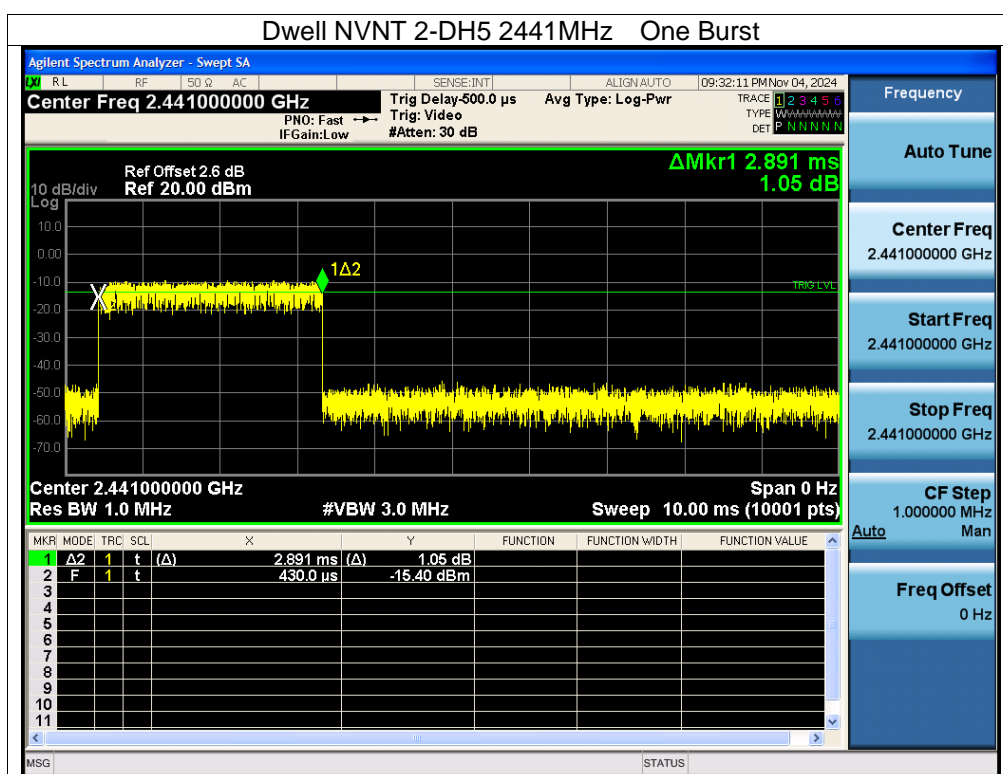 Dwell NVNT 2-DH5 2441MHz One Burst
Agilent Spectrum Analyzer - Swept SA
LXI RL RF 50 Ω AC SENSE:INT ALIGN AUTO 09:32:11 PM Nov 04, 2024
Center Freq 2.441000000 GHz Trig Delay-500.0 µs Avg Type: Log-Pwr TRACE 1 2 3 4 5 6
PNO: Fast Trig: Video TYPE WWWWWW
IFGain:Low #Atten: 30 dB DET P N N N N N
Frequency
Auto Tune
Center Freq
2.441000000 GHz
Start Freq
2.441000000 GHz
Stop Freq
2.441000000 GHz
CF Step
1.000000 MHz
Auto Man
Freq Offset
0 Hz
ΔMkr1 2.891 ms
1.05 dB
Ref Offset 2.6 dB
10 dB/div Ref 20.00 dBm
Log
10.0
0.00
-10.0
-20.0
-30.0
-40.0
-50.0
-60.0
-70.0
1Δ2
TRIG LVL
2
Center 2.441000000 GHz Span 0 Hz
Res BW 1.0 MHz #VBW 3.0 MHz Sweep 10.00 ms (10001 pts)
MKR MODE TRC SCL X Y FUNCTION FUNCTION WIDTH FUNCTION VALUE
1 Δ2 1 t (Δ) 2.891 ms (Δ) 1.05 dB
2 F 1 t 430.0 µs -15.40 dBm
3
4
5
6
7
8
9
10
11
MSG STATUS